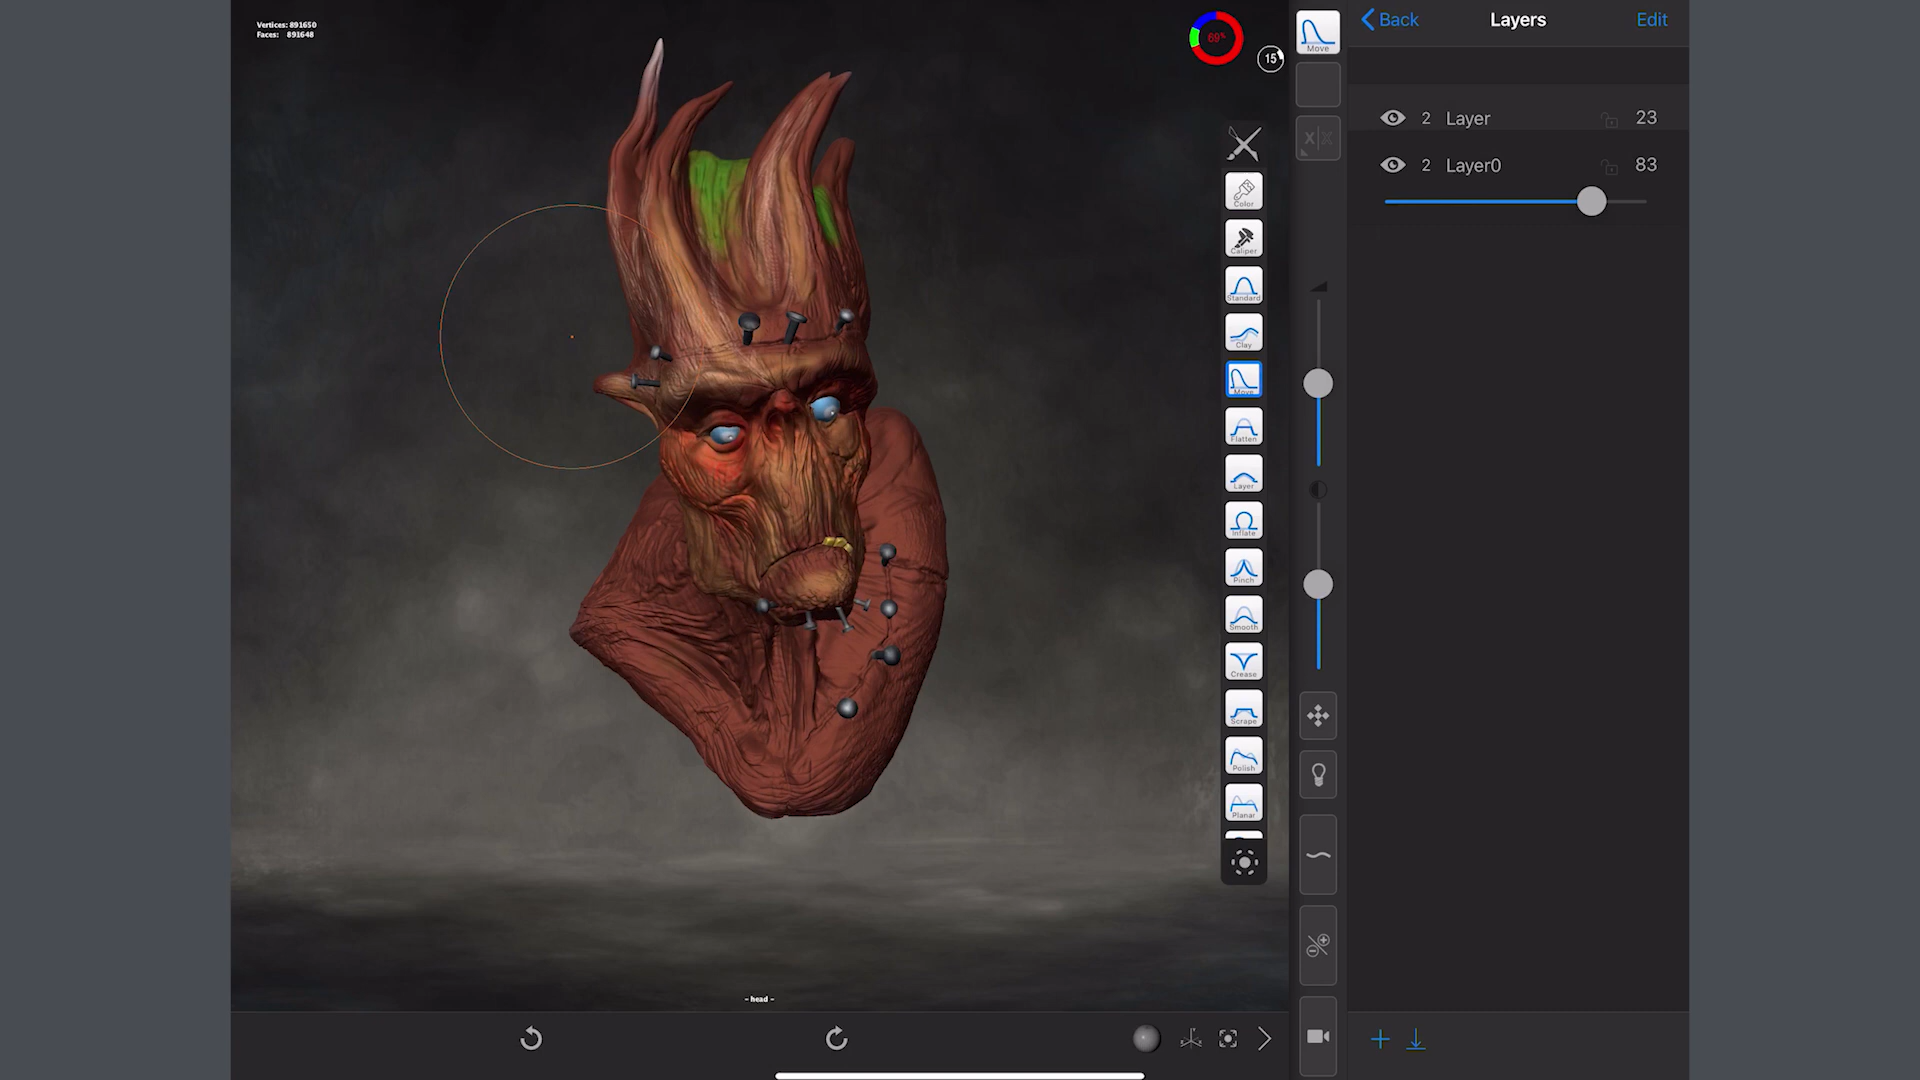 Vertices: 891650
Faces: 891648
69%
15
Move
Back
Layers
Edit
2 Layer 23
2 Layer0 83
Color
Caliper
Standard
Clay
Move
Flatten
Layer
Inflate
Pinch
Smooth
Crease
Scrape
Polish
Planar
- head -